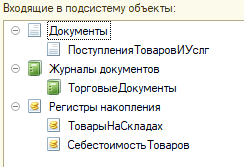 Входящие в подсистему объекты:
Документы
ПоступленияТоваровИУслг
Журналы документов
ТорговыеДокументы
Регистры накопления
ТоварыНаСкладах
СебестоимостьТоваров